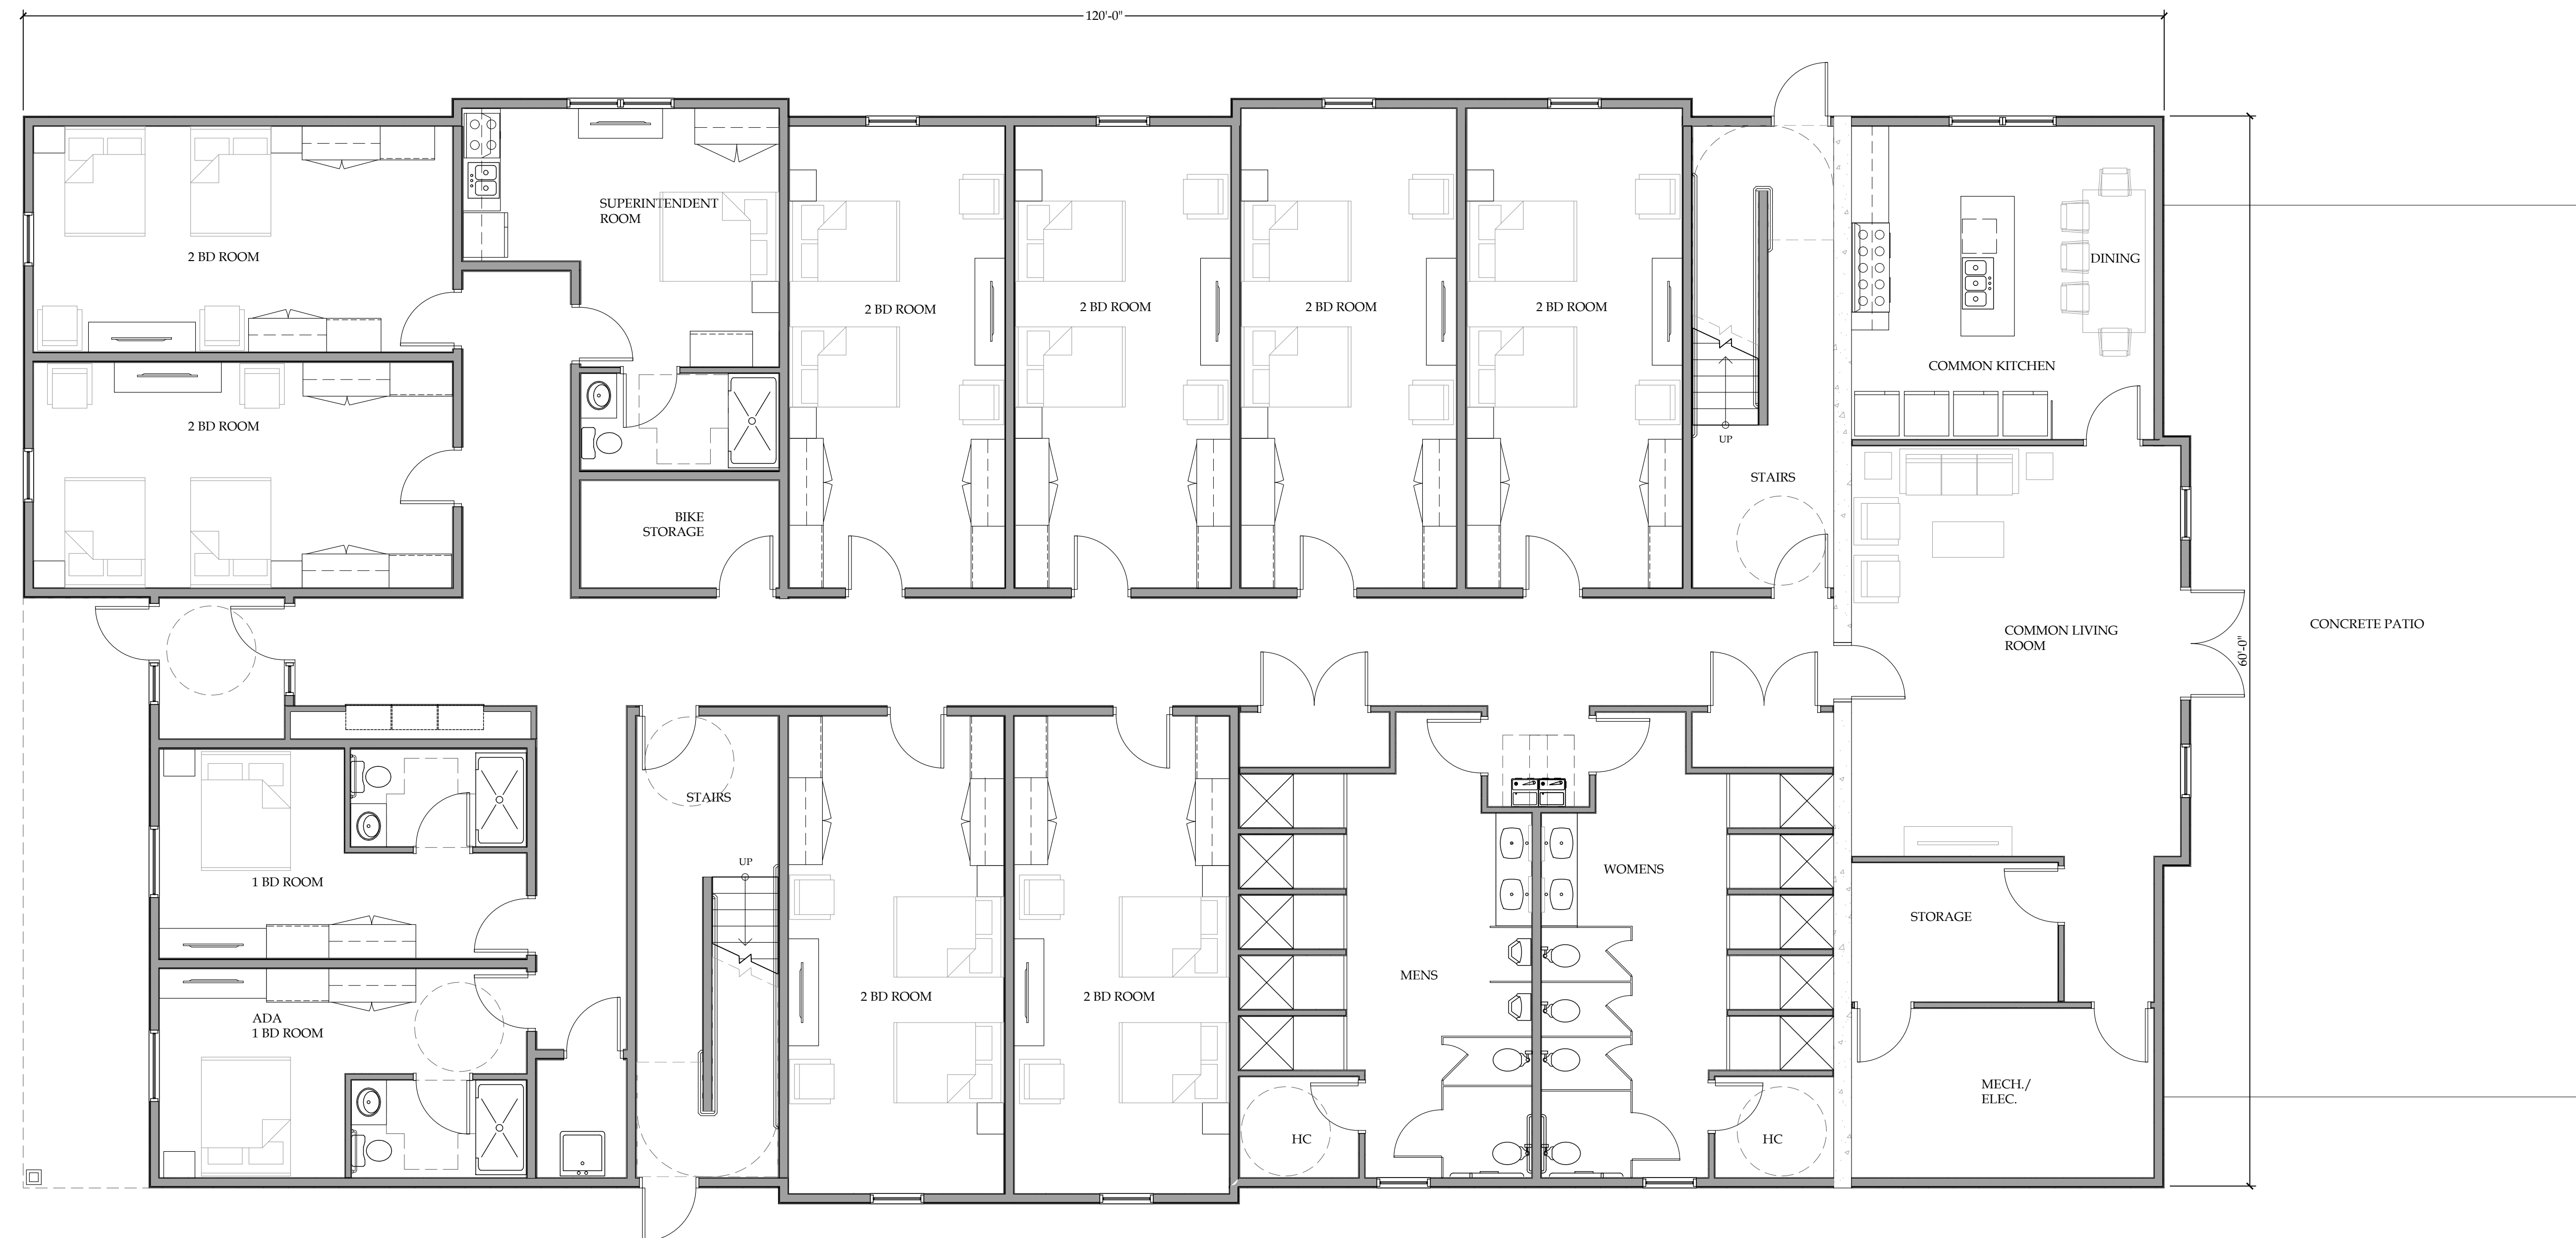 120'-0"
SUPERINTENDENT
ROOM
2 BD ROOM
DINING
2 BD ROOM
2 BD ROOM
2 BD ROOM
2 BD ROOM
COMMON KITCHEN
2 BD ROOM
UP
STAIRS
BIKE
STORAGE
COMMON LIVING
ROOM
60'-0"
CONCRETE PATIO
STAIRS
UP
1 BD ROOM
WOMENS
STORAGE
MENS
2 BD ROOM
2 BD ROOM
ADA
1 BD ROOM
MECH./
ELEC.
HC
HC